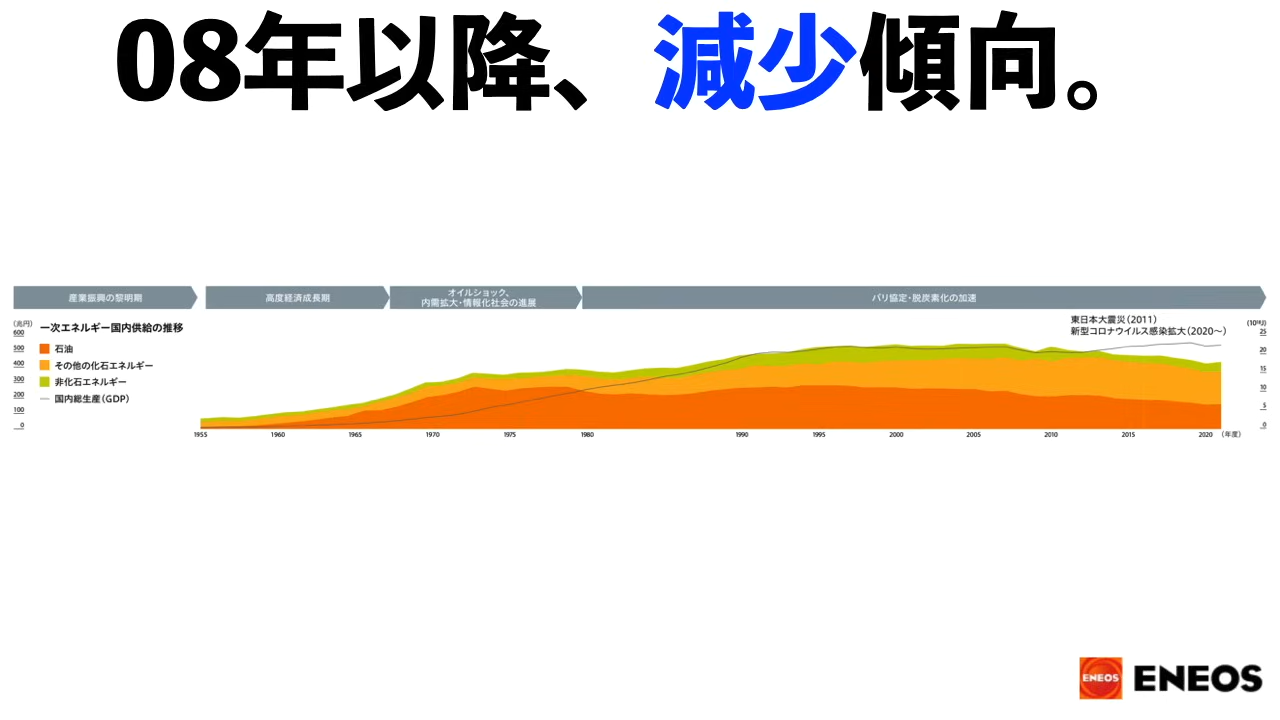 08年以降、減少傾向。
産業振興の黎明期
高度経済成長期
オイルショック、
内需拡大・情報化社会の進展
パリ協定・脱炭素化の加速
東日本大震災(2011)
新型コロナウイルス感染拡大(2020〜)
(兆円)
一次エネルギー国内供給の推移
(10¹⁸J)
600
500
400
300
200
100
0
石油
その他の化石エネルギー
非化石エネルギー
国内総生産(GDP)
25
20
15
10
5
0
1955 1960 1965 1970 1975 1980 1990 1995 2000 2005 2010 2015 2020 (年度)
ENEOS ENEOS